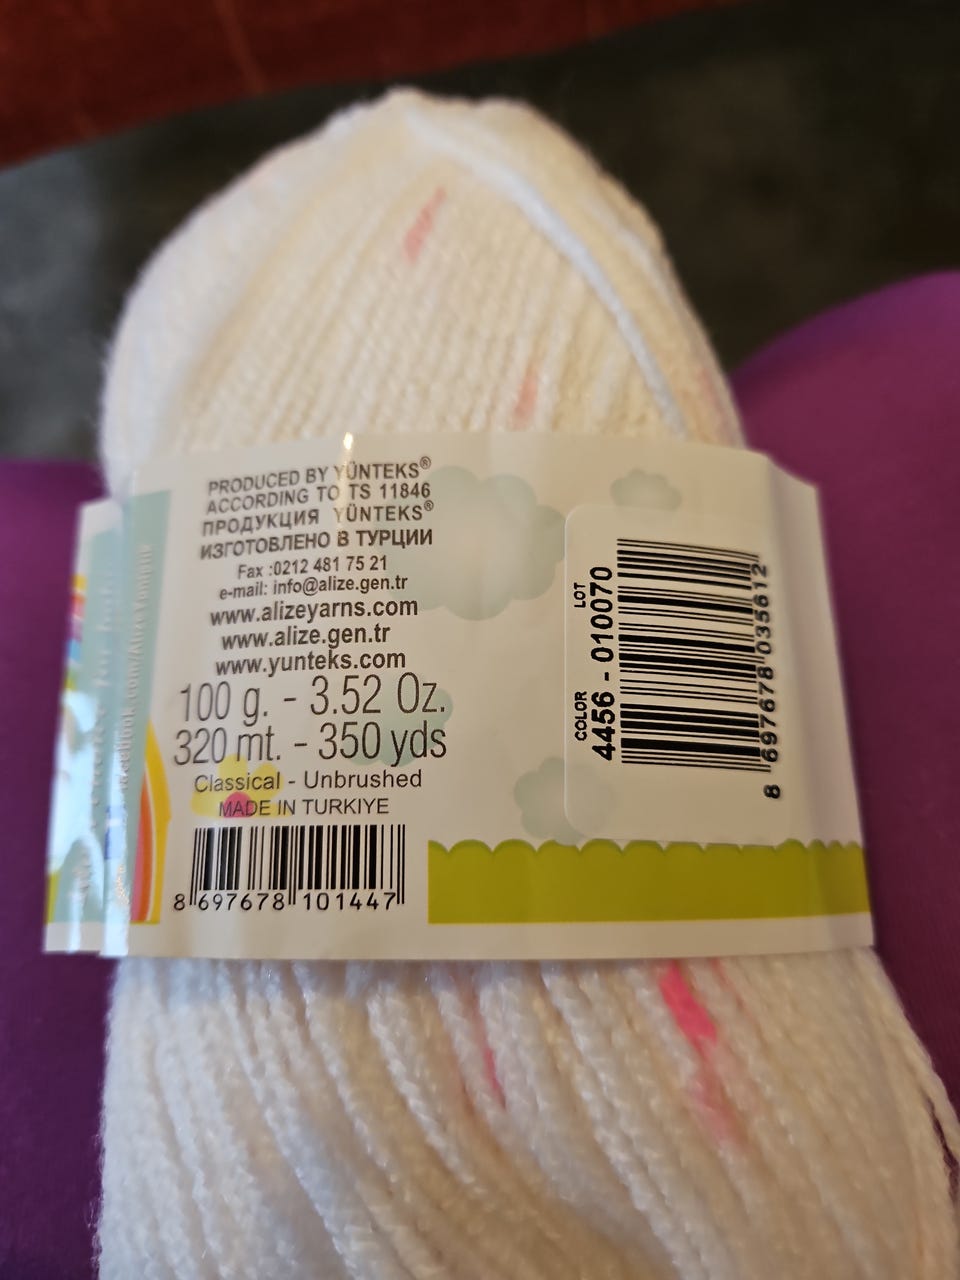 PRODUCED BY YÜNTEKS®
ACCORDING TO TS 11846
ПРОДУКЦИЯ YÜNTEKS®
ИЗГОТОВЛЕНО В ТУРЦИИ
Fax :0212 481 75 21
e-mail: info@alize.gen.tr
www.alizeyarns.com
www.alize.gen.tr
www.yunteks.com
100 g. - 3.52 Oz.
320 mt. - 350 yds
Classical - Unbrushed
MADE IN TURKIYE
8 697678 101447
COLOR LOT
4456 - 010070
8 697678 035612